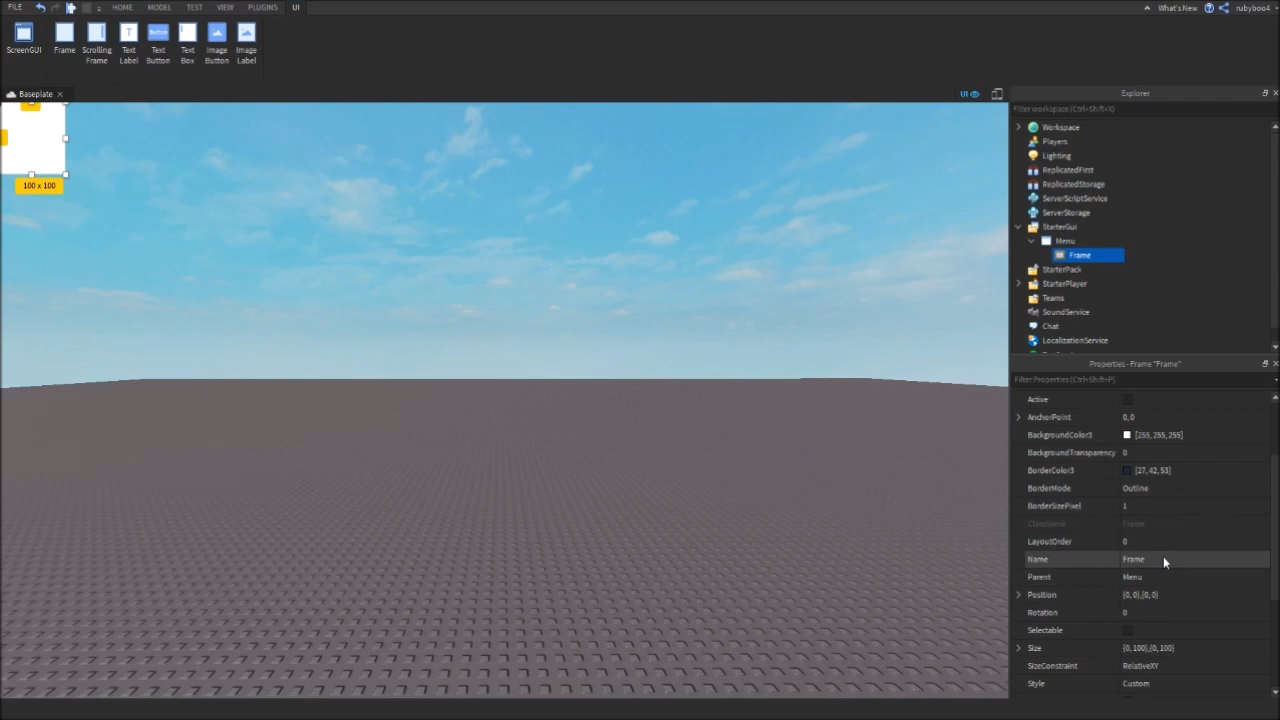 FILE
HOME
MODEL
TEST
VIEW
PLUGINS
UI
What's New
rubyboo4
ScreenGUI
Frame
Scrolling Frame
Text Label
Text Button
Text Box
Image Button
Image Label
Baseplate
UI
100 x 100
Explorer
Filter workspace (Ctrl+Shift+X)
Workspace
Players
Lighting
ReplicatedFirst
ReplicatedStorage
ServerScriptService
ServerStorage
StarterGui
Menu
Frame
StarterPack
StarterPlayer
Teams
SoundService
Chat
LocalizationService
Properties - Frame "Frame"
Filter Properties (Ctrl+Shift+P)
Active
AnchorPoint 0, 0
BackgroundColor3 [255, 255, 255]
BackgroundTransparency 0
BorderColor3 [27, 42, 53]
BorderMode Outline
BorderSizePixel 1
ClassName Frame
LayoutOrder 0
Name Frame
Parent Menu
Position {0, 0},{0, 0}
Rotation 0
Selectable
Size {0, 100},{0, 100}
SizeConstraint RelativeXY
Style Custom